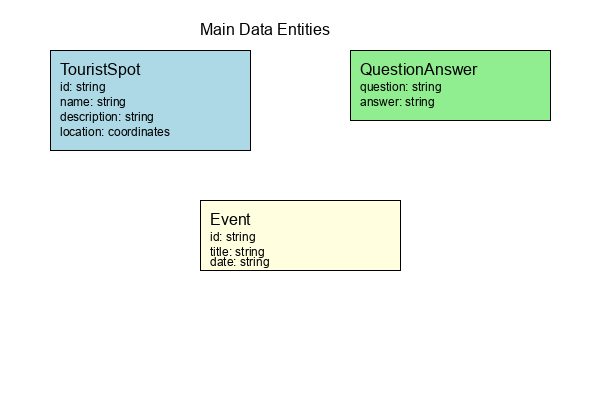 Main Data Entities
TouristSpot
id: string
name: string
description: string
location: coordinates
QuestionAnswer
question: string
answer: string
Event
id: string
title: string
date: string